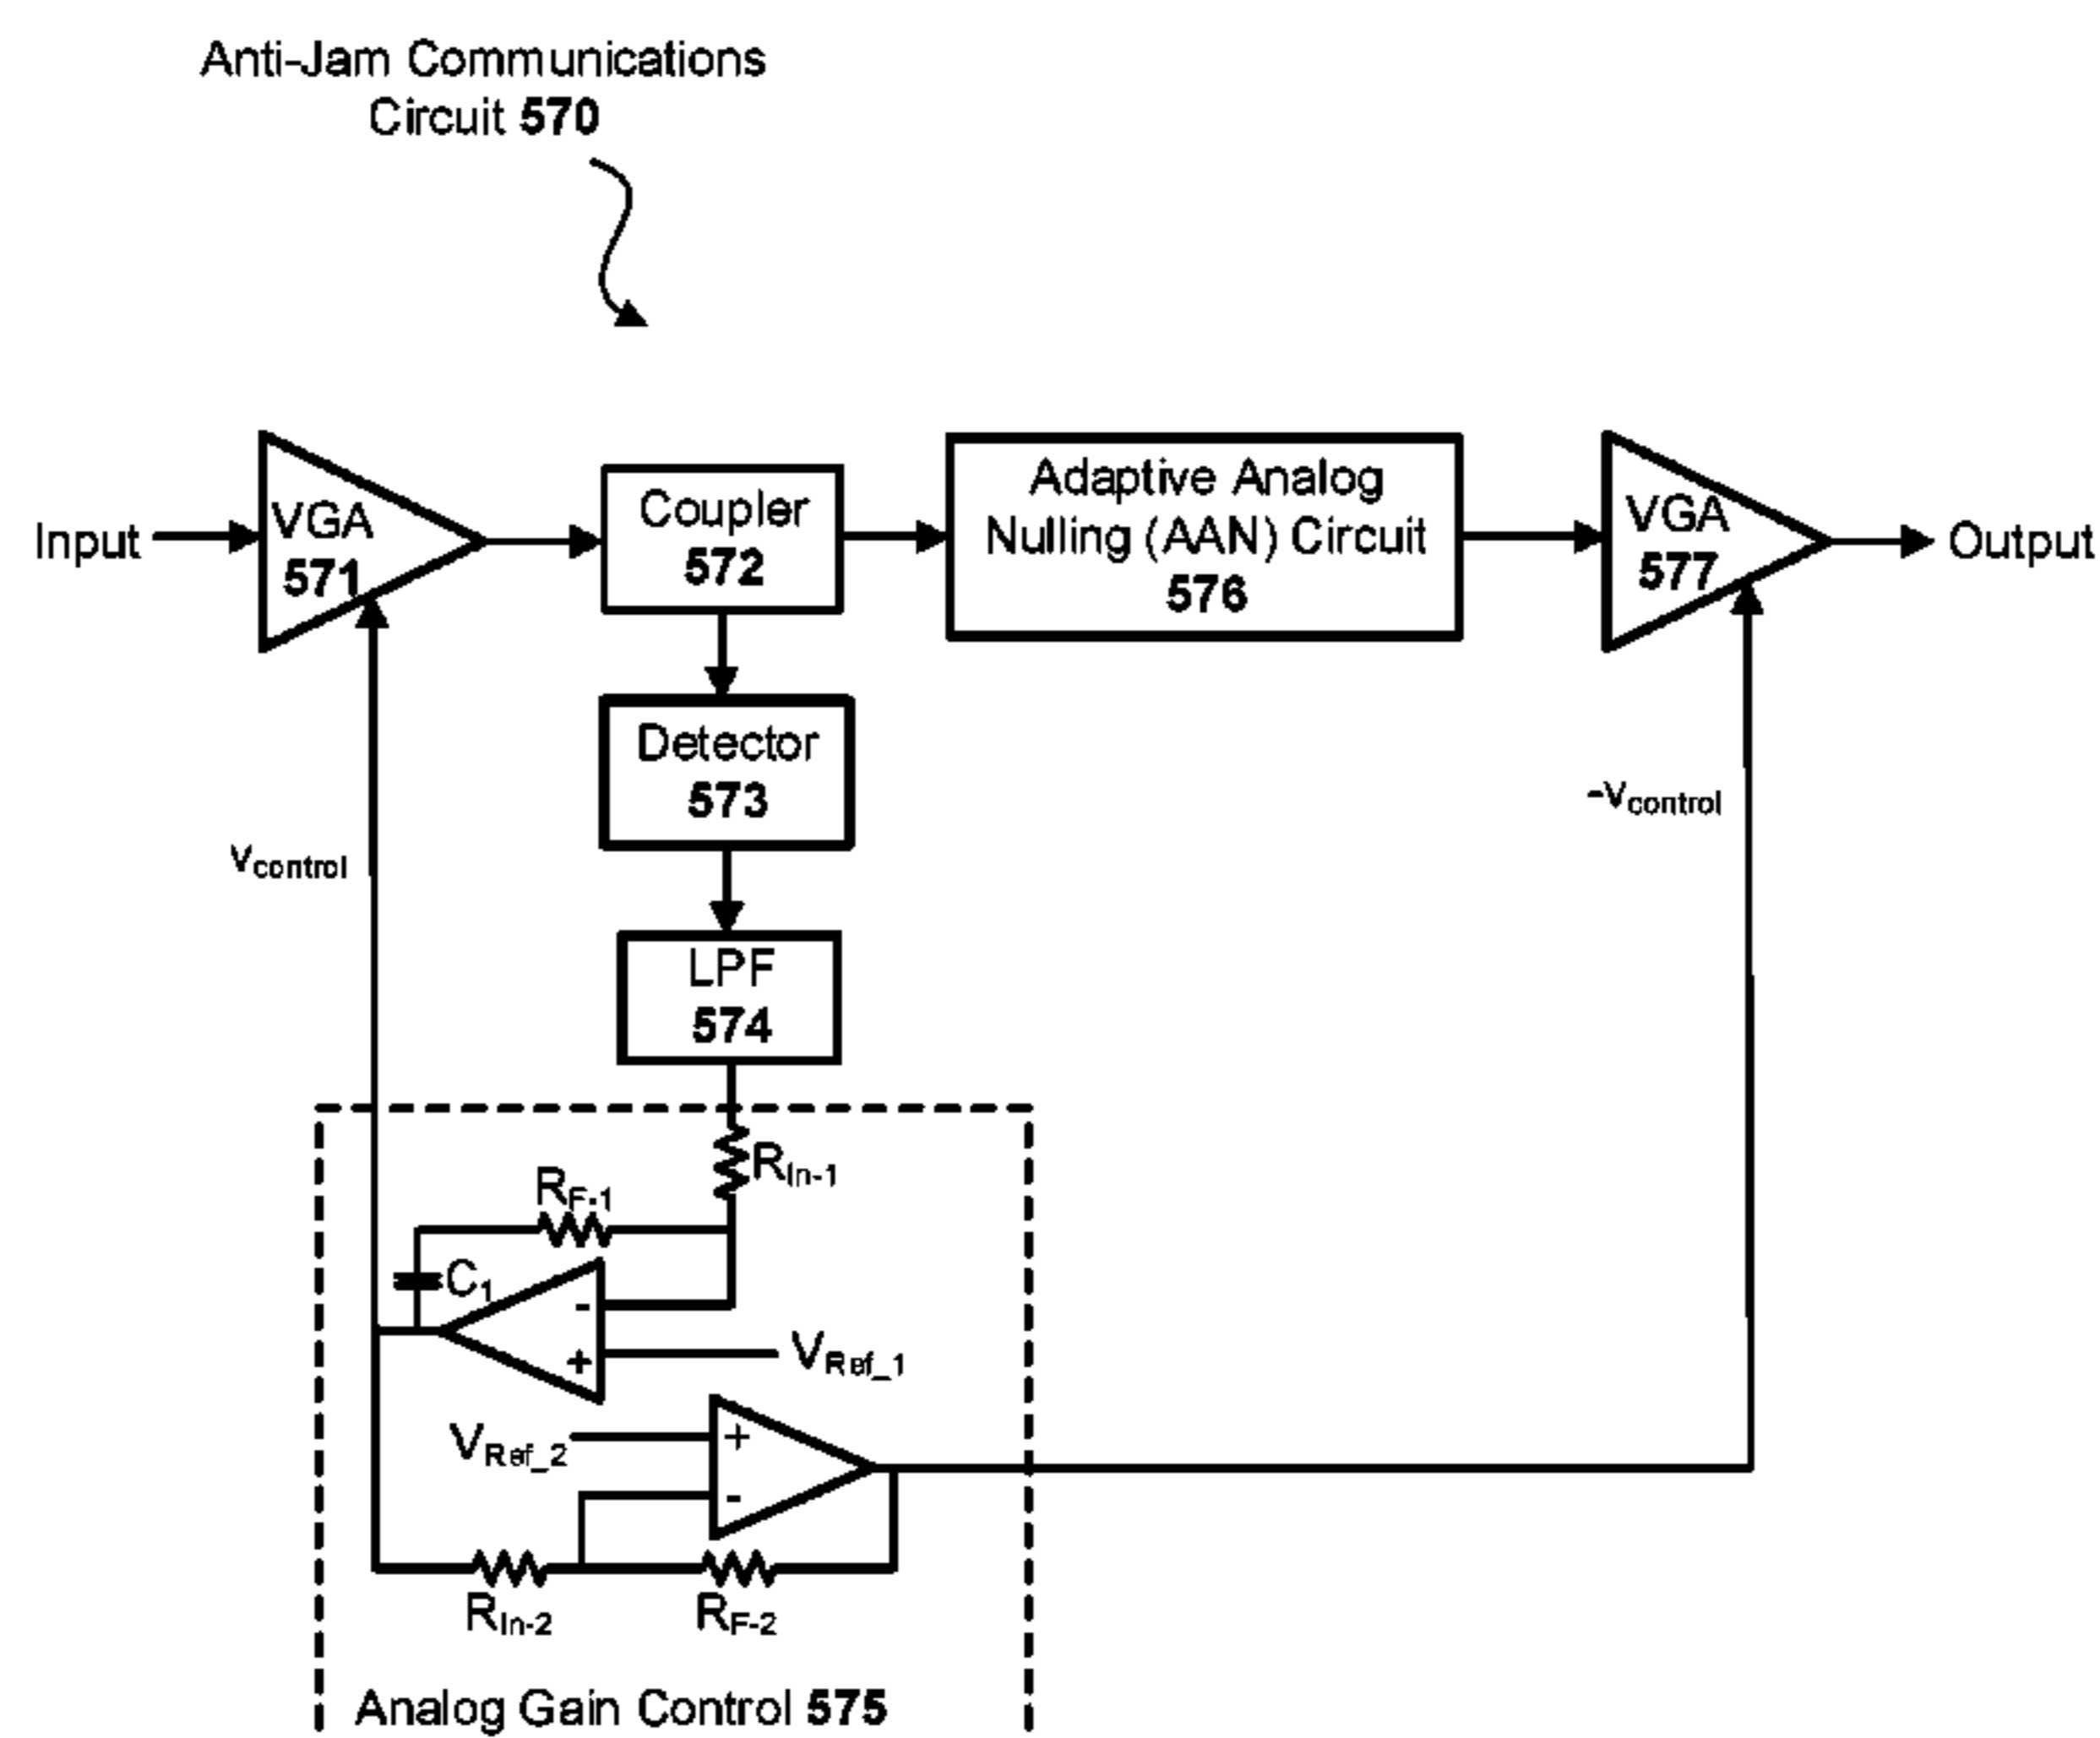 Anti-Jam Communications
Circuit 570
Input
VGA
571
Coupler
572
Adaptive Analog
Nulling (AAN) Circuit
576
VGA
577
Output
Detector
573
-Vcontrol
Vcontrol
LPF
574
RIn-1
RF-1
C1
-
+
VRef_1
VRef_2
+
-
RIn-2
RF-2
Analog Gain Control 575